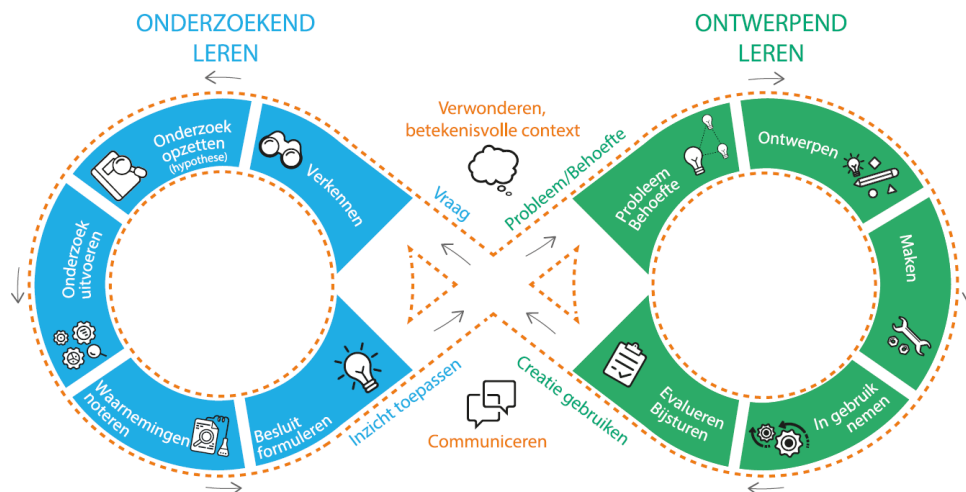 ONDERZOEKEND
LEREN
ONTWERPEND
LEREN
Verwonderen,
betekenisvolle context
Vraag
Probleem/Behoefte
Verkennen
Onderzoek
opzetten
(hypothese)
Onderzoek
uitvoeren
Waarnemingen
noteren
Besluit
formuleren
Inzicht toepassen
Probleem
Behoefte
Ontwerpen
Maken
In gebruik
nemen
Evalueren
Bijsturen
Creatie gebruiken
Communiceren